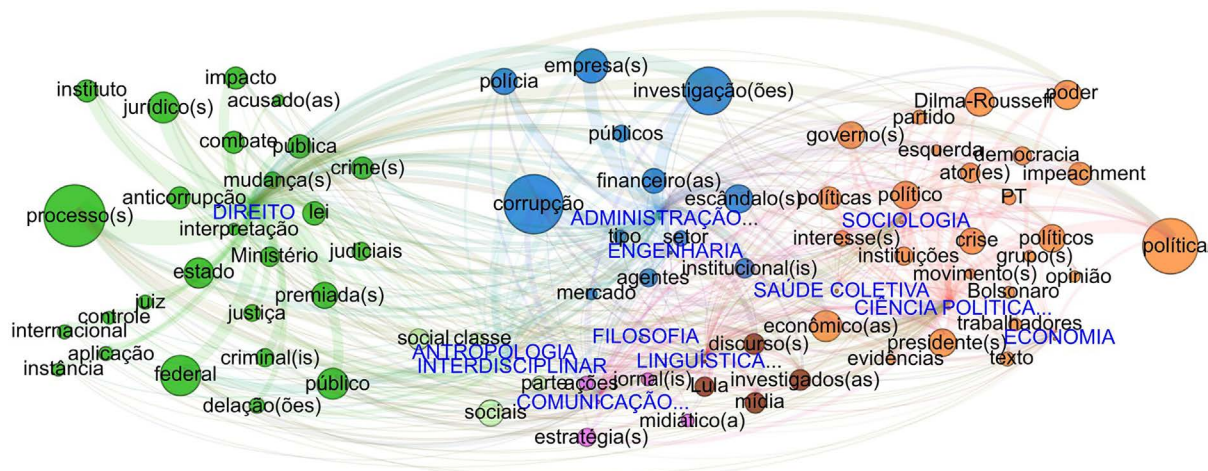 instituto
impacto
jurídico(s)
acusado(as)
combate
pública
mudança(s)
crime(s)
anticorrupção
processo(s)
DIREITO
lei
interpretação
Ministério
judiciais
estado
premiada(s)
juiz
controle
justiça
internacional
aplicação
instância
criminal(is)
federal
público
delação(ões)
polícia
empresa(s)
investigação(ões)
públicos
financeiro(as)
corrupção
escândalo(s)
ADMINISTRAÇÃO...
tipo
setor
ENGENHARIA
agentes
institucional(is)
mercado
social
classe
ANTROPOLOGIA
INTERDISCIPLINAR
FILOSOFIA
LINGUÍSTICA...
discurso(s)
parte
ações
jornal(is)
Lula
investigados(as)
COMUNICAÇÃO...
mídia
sociais
midiático(a)
estratégia(s)
Dilma-Rousseff
poder
partido
governo(s)
esquerda
democracia
ator(es)
impeachment
políticas
político
PT
SOCIOLOGIA
interesse(s)
crise
políticos
política
instituições
grupo(s)
movimento(s)
opinião
SAÚDE COLETIVA
Bolsonaro
CIÊNCIA POLÍTICA...
econômico(as)
trabalhadores
presidente(s)
ECONOMIA
evidências
texto